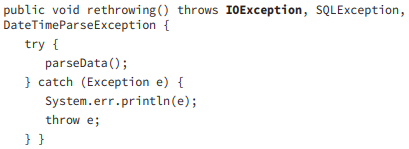 public void rethrowing() throws IOException, SQLException,
DateTimeParseException {
try {
parseData();
} catch (Exception e) {
System.err.println(e);
throw e;
} }